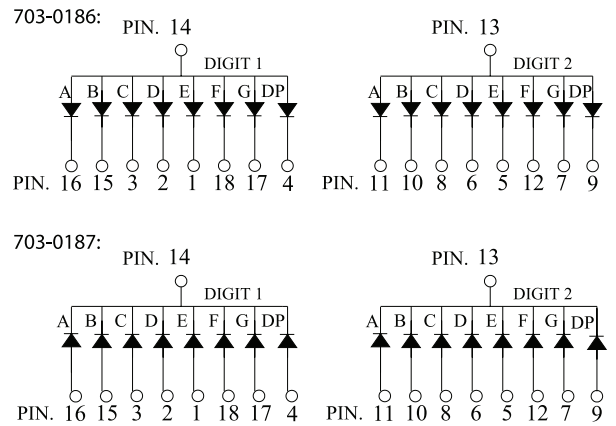 703-0186:
PIN. 14 PIN. 13
DIGIT 1 DIGIT 2
A B C D E F G DP A B C D E F G DP
PIN. 16 15 3 2 1 18 17 4 PIN. 11 10 8 6 5 12 7 9
703-0187:
PIN. 14 PIN. 13
DIGIT 1 DIGIT 2
A B C D E F G DP A B C D E F G DP
PIN. 16 15 3 2 1 18 17 4 PIN. 11 10 8 6 5 12 7 9